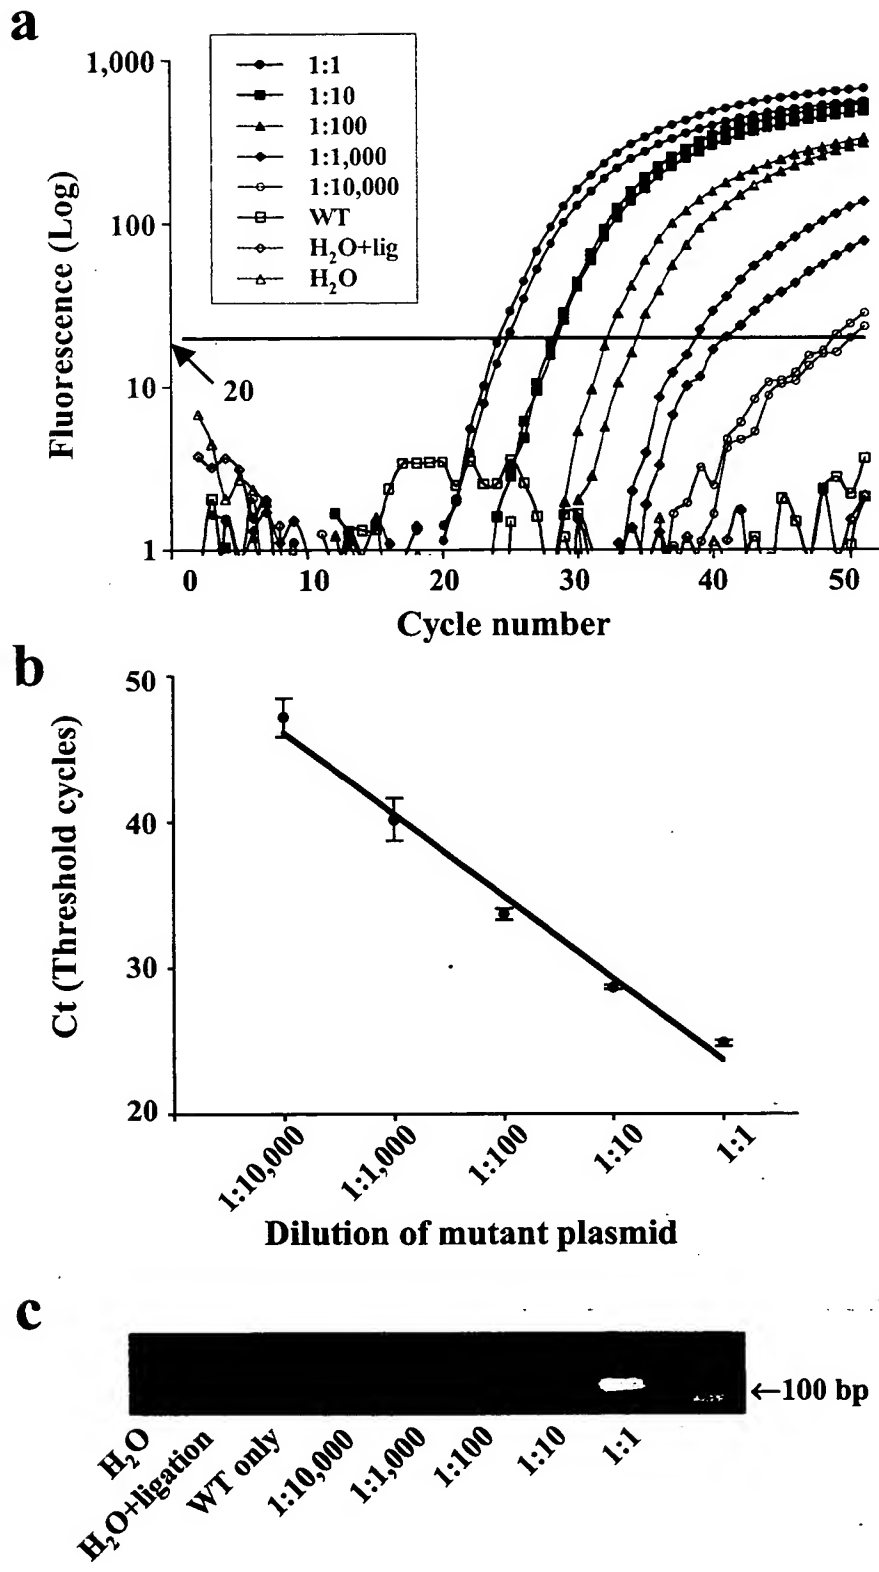 a
1,000
100
10
1
Fluorescence (Log)
1:1
1:10
1:100
1:1,000
1:10,000
WT
H₂O+lig
H₂O
20
0 10 20 30 40 50
Cycle number
b
50
40
30
20
Ct (Threshold cycles)
1:10,000 1:1,000 1:100 1:10 1:1
Dilution of mutant plasmid
c
←100 bp
H₂O H₂O+ligation WT only 1:10,000 1:1,000 1:100 1:10 1:1